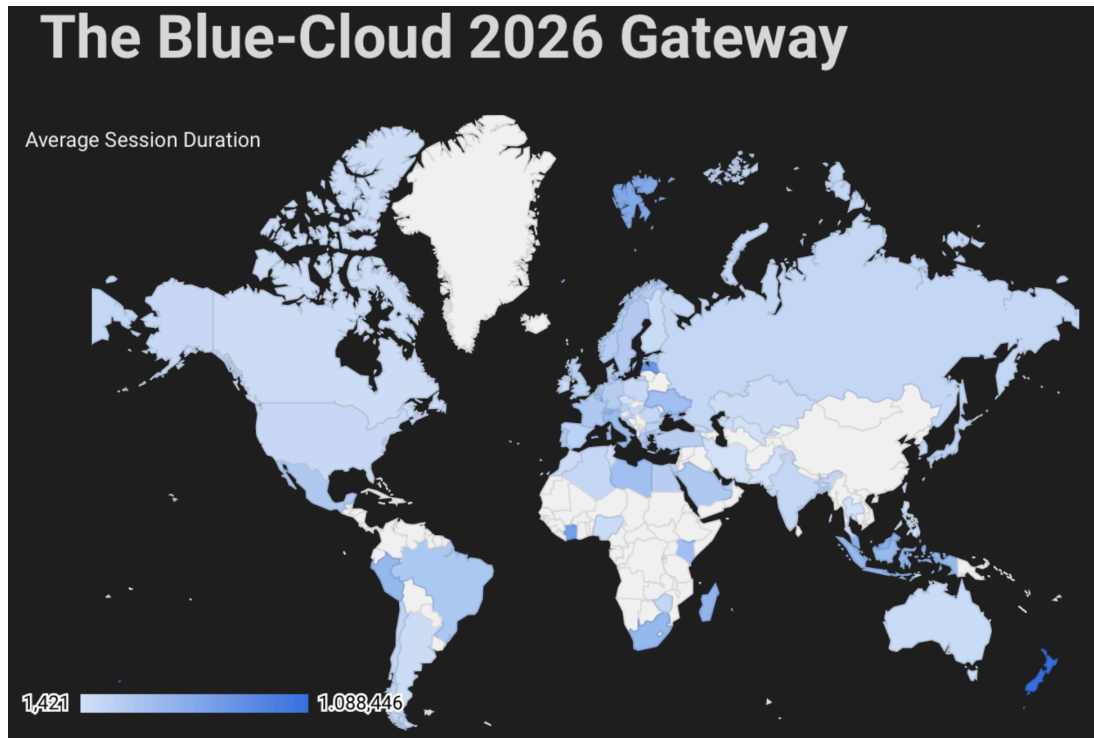 The Blue-Cloud 2026 Gateway
Average Session Duration
1,421
1.088,446